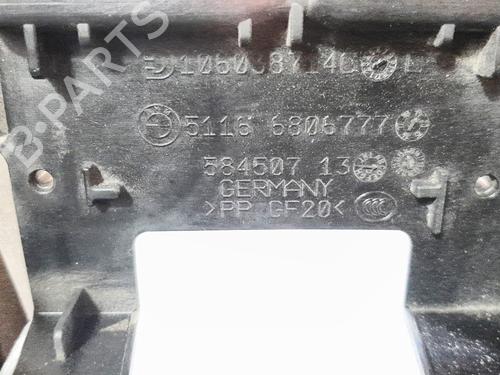 B-PARTS
5116 6806777
584507 13
GERMANY
>PP GF20<